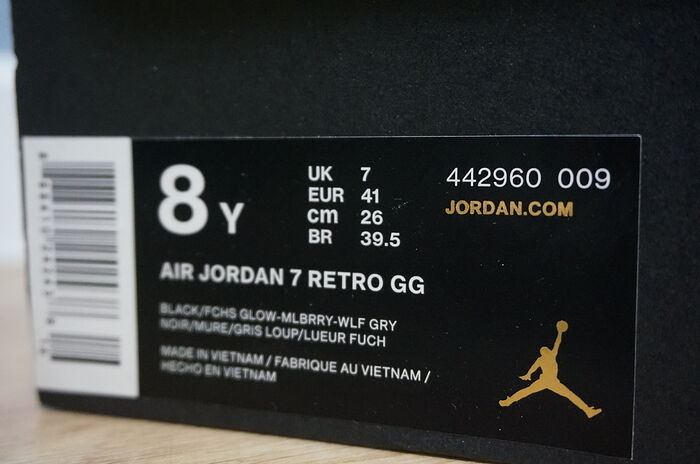 8 Y
UK 7
EUR 41
cm 26
BR 39.5
442960 009
JORDAN.COM
AIR JORDAN 7 RETRO GG
BLACK/FCHS GLOW-MLBRRY-WLF GRY
NOIR/MURE/GRIS LOUP/LUEUR FUCH
MADE IN VIETNAM / FABRIQUE AU VIETNAM /
HECHO EN VIETNAM